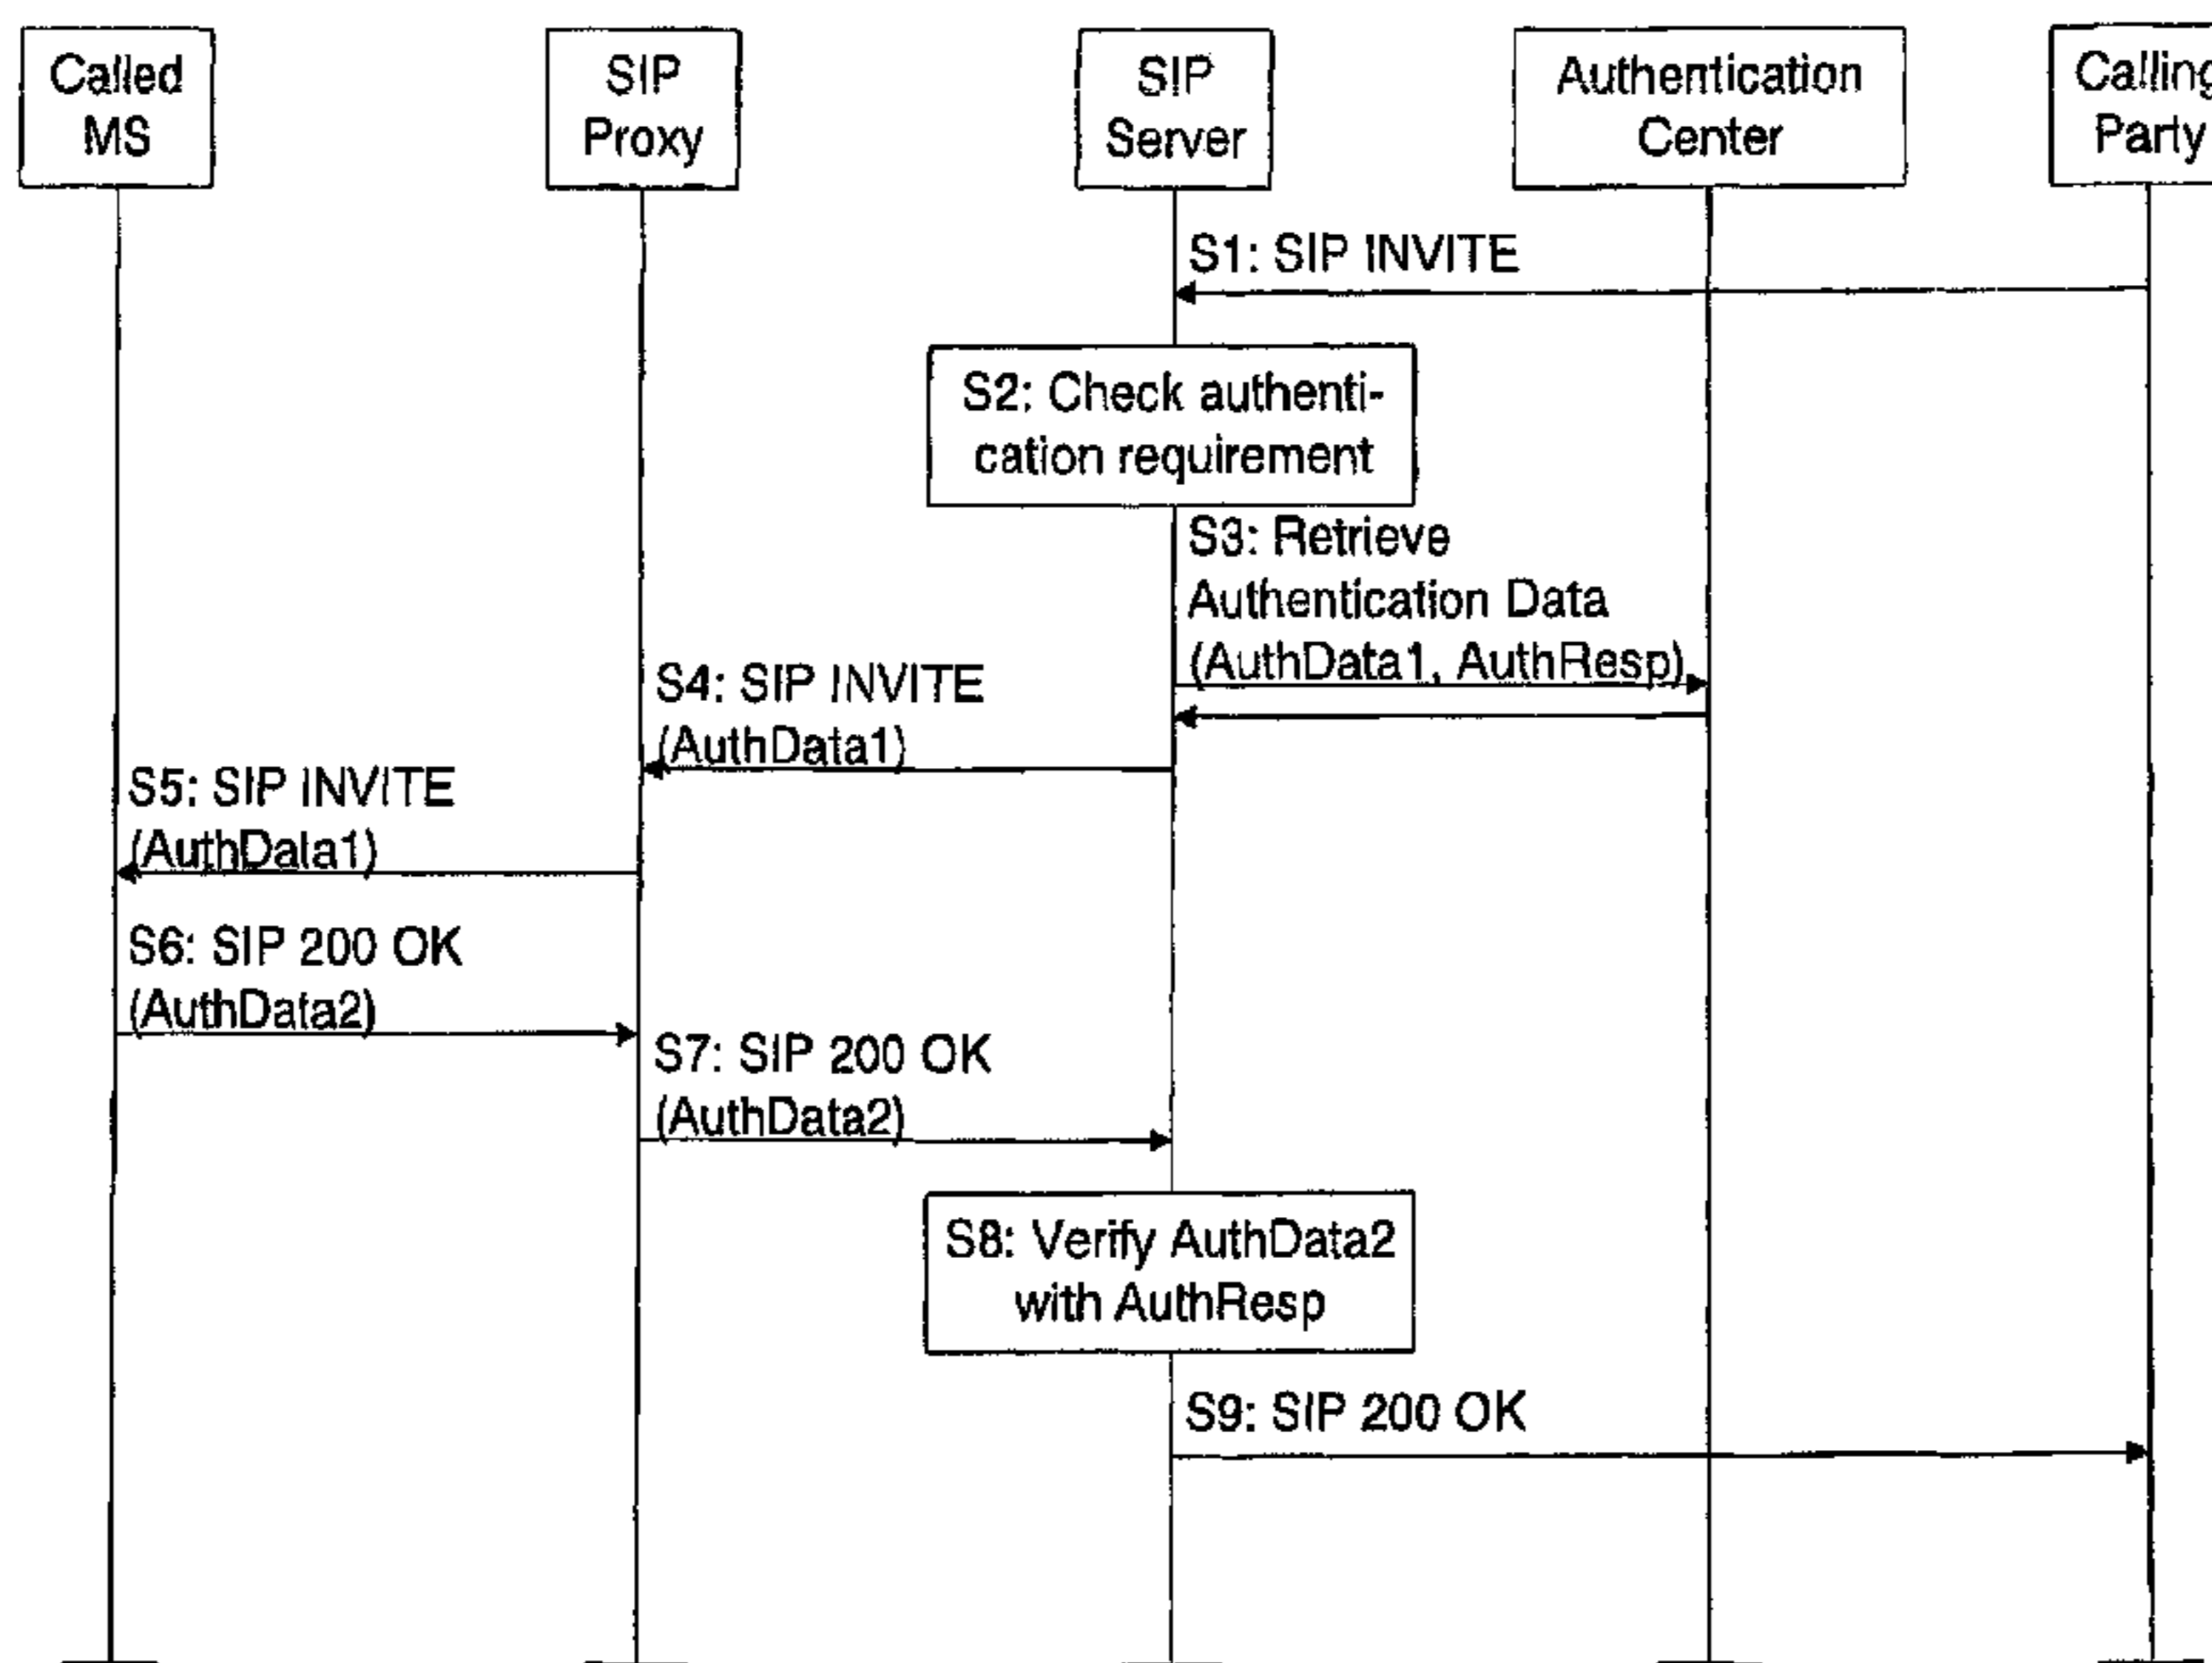 Called
MS
SIP
Proxy
SIP
Server
Authentication
Center
Calling
Party
S1: SIP INVITE
S2: Check authenti-
cation requirement
S3: Retrieve
Authentication Data
(AuthData1, AuthResp)
S4: SIP INVITE
(AuthData1)
S5: SIP INVITE
(AuthData1)
S6: SIP 200 OK
(AuthData2)
S7: SIP 200 OK
(AuthData2)
S8: Verify AuthData2
with AuthResp
S9: SIP 200 OK